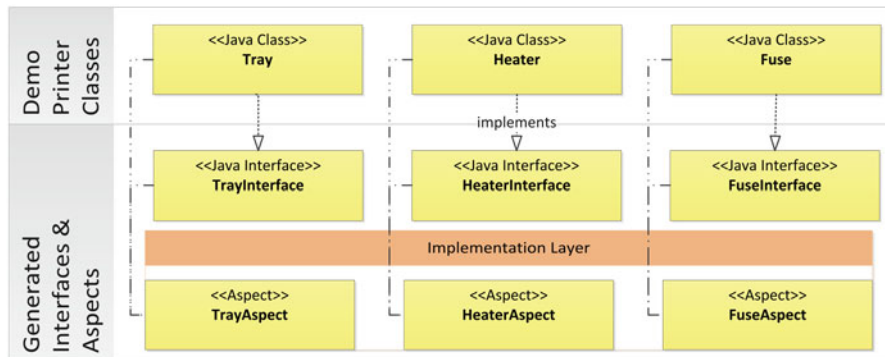 Demo
Printer
Classes
<<Java Class>>
Tray
<<Java Class>>
Heater
<<Java Class>>
Fuse
implements
Generated
Interfaces &
Aspects
<<Java Interface>>
TrayInterface
<<Java Interface>>
HeaterInterface
<<Java Interface>>
FuseInterface
Implementation Layer
<<Aspect>>
TrayAspect
<<Aspect>>
HeaterAspect
<<Aspect>>
FuseAspect